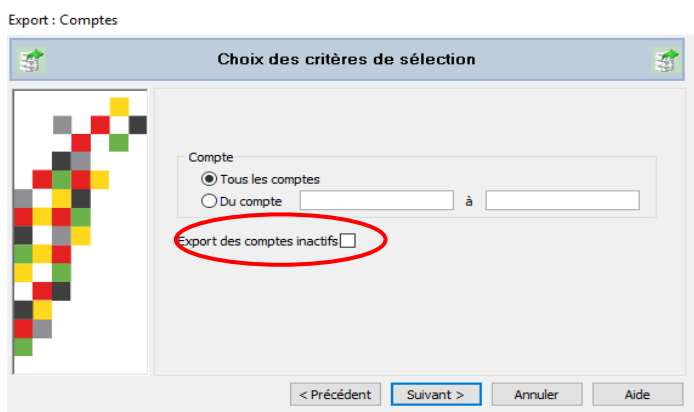 Export : Comptes
Choix des critères de sélection
Compte
Tous les comptes
Du compte à
Export des comptes inactifs
< Précédent Suivant > Annuler Aide